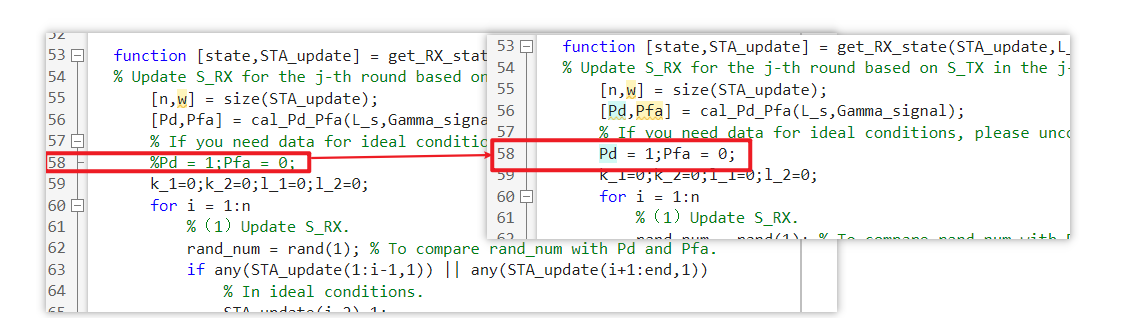 52
53 function [state,STA_update] = get_RX_stat
54 % Update S_RX for the j-th round based on
55 [n,w] = size(STA_update);
56 [Pd,Pfa] = cal_Pd_Pfa(L_s,Gamma_signa
57 % If you need data for ideal conditio
58 %Pd = 1;Pfa = 0;
59 k_1=0;k_2=0;l_1=0;l_2=0;
60 for i = 1:n
61 % (1) Update S_RX.
62 rand_num = rand(1); % To compare rand_num with Pd and Pfa.
63 if any(STA_update(1:i-1,1)) || any(STA_update(i+1:end,1))
64 % In ideal conditions.
65 STA_update(i,2)=1;
53 function [state,STA_update] = get_RX_state(STA_update,L_
54 % Update S_RX for the j-th round based on S_TX in the j-
55 [n,w] = size(STA_update);
56 [Pd,Pfa] = cal_Pd_Pfa(L_s,Gamma_signal);
57 % If you need data for ideal conditions, please unco
58 Pd = 1;Pfa = 0;
59 k_1=0;k_2=0;l_1=0;l_2=0;
60 for i = 1:n
61 % (1) Update S_RX.
62 rand_num = rand(1); % To compare rand_num with